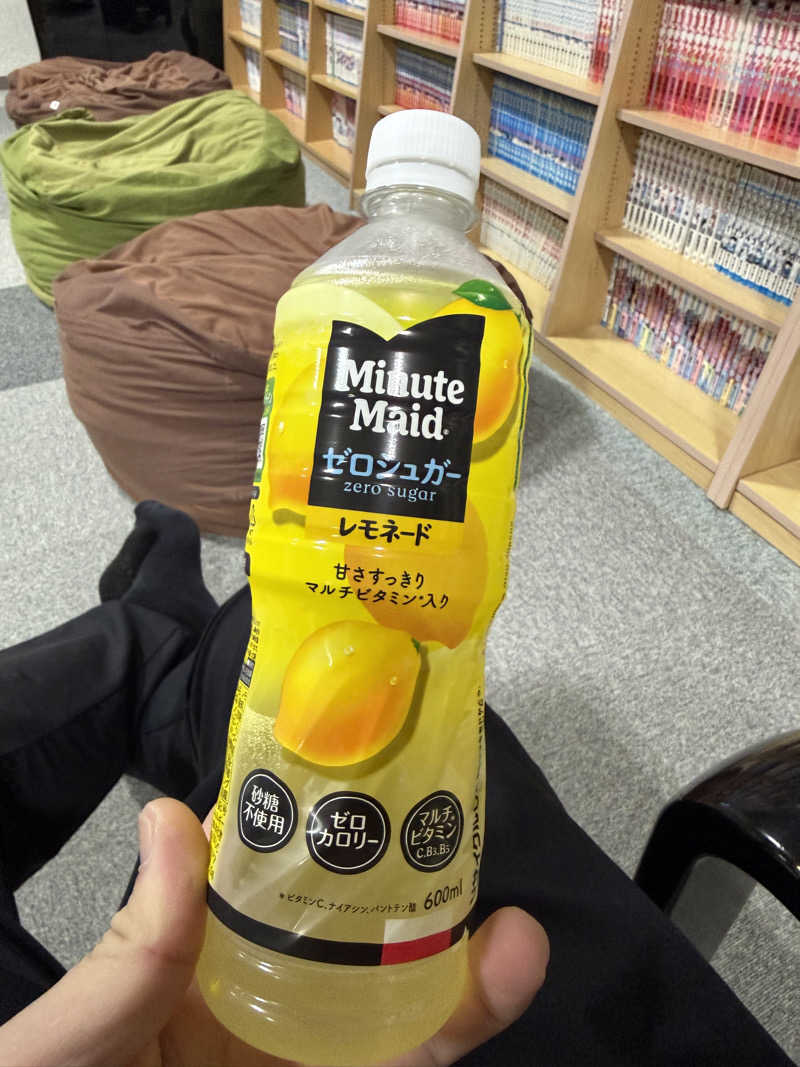 Minute
Maid
ゼロシュガー
zero sugar
レモネード
甘さすっきり
マルチビタミン*入り
砂糖
不使用
ゼロ
カロリー
マルチ*
ビタミン
C.B3.B5
*ビタミンC、ナイアシン、パントテン酸
600ml